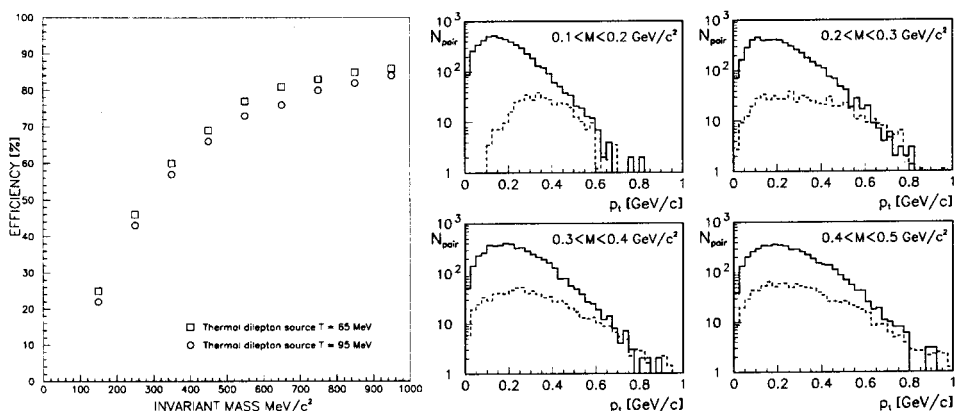 100
90
80
70
60
50
40
30
20
10
0
EFFICIENCY [%]
□ Thermal dilepton source T = 65 MeV
○ Thermal dilepton source T = 95 MeV
0 100 200 300 400 500 600 700 800 900 1000
INVARIANT MASS MeV/c²
10³
N_pair
10²
10
1
0.1<M<0.2 GeV/c²
0 0.2 0.4 0.6 0.8 1
p_t [GeV/c]
10³
N_pair
10²
10
1
0.2<M<0.3 GeV/c²
0 0.2 0.4 0.6 0.8 1
p_t [GeV/c]
10³
N_pair
10²
10
1
0.3<M<0.4 GeV/c²
0 0.2 0.4 0.6 0.8 1
p_t [GeV/c]
10³
N_pair
10²
10
1
0.4<M<0.5 GeV/c²
0 0.2 0.4 0.6 0.8 1
p_t [GeV/c]